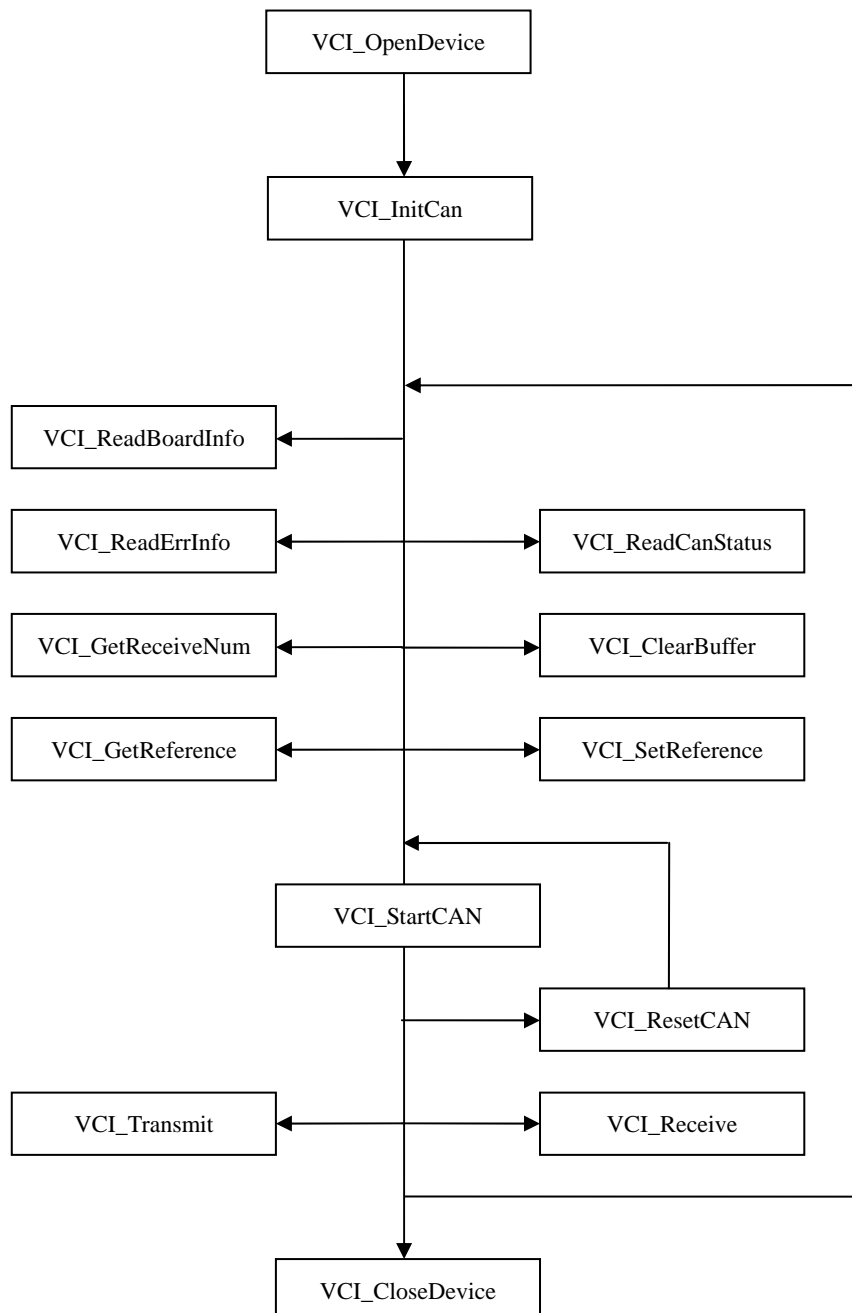 VCI_OpenDevice
VCI_InitCan
VCI_ReadBoardInfo
VCI_ReadErrInfo
VCI_ReadCanStatus
VCI_GetReceiveNum
VCI_ClearBuffer
VCI_GetReference
VCI_SetReference
VCI_StartCAN
VCI_ResetCAN
VCI_Transmit
VCI_Receive
VCI_CloseDevice